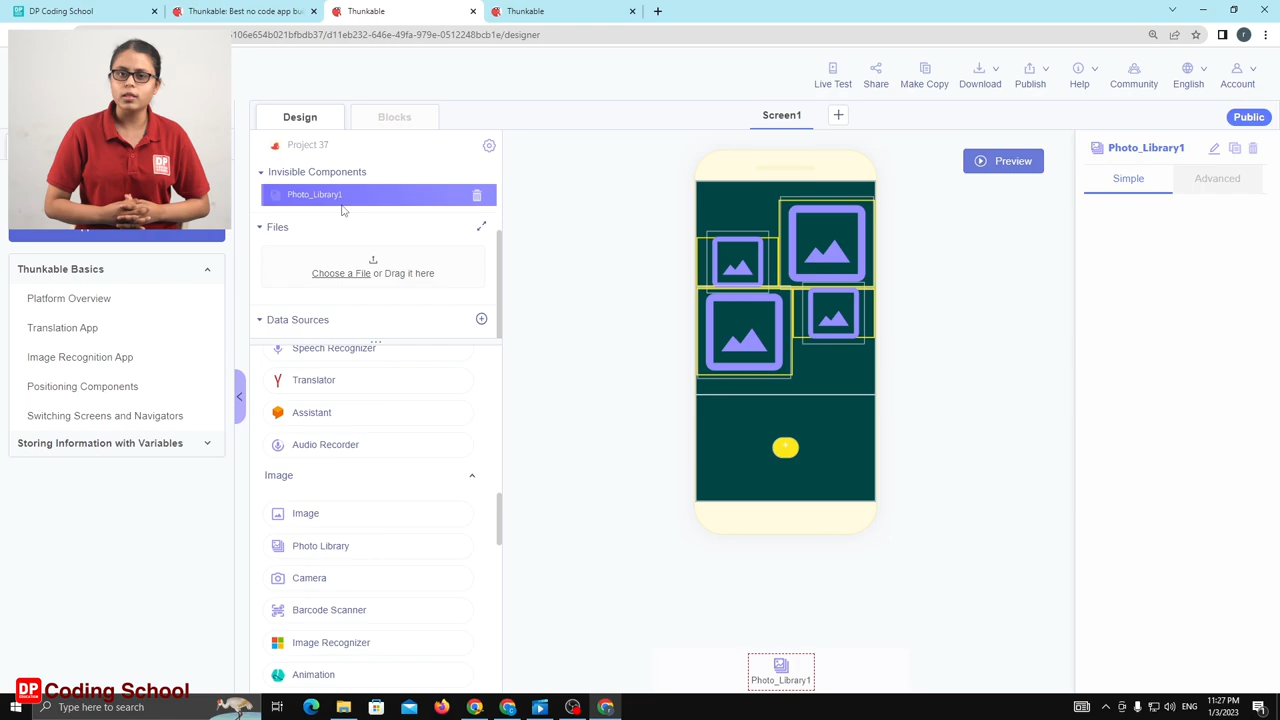 DP Coding School
best code app bui
Thunkable
Thunkable
5106e654b021bfbdb37/d11eb232-646e-49fa-979e-0512248bcb1e/designer
Live Test
Share
Make Copy
Download
Publish
Help
Community
English
Account
Design
Blocks
Screen1
Public
Project 37
Photo_Library1
Preview
Invisible Components
Simple
Advanced
Photo_Library1
Files
Choose a File or Drag it here
Data Sources
Thunkable Basics
Platform Overview
Translation App
Image Recognition App
Positioning Components
Switching Screens and Navigators
Storing Information with Variables
Speech Recognizer
Translator
Assistant
Audio Recorder
Image
Image
Photo Library
Camera
Barcode Scanner
Image Recognizer
Animation
Photo_Library1
DP
EDUCATION
Coding School
Type here to search
ENG
11:27 PM
1/3/2023
DP